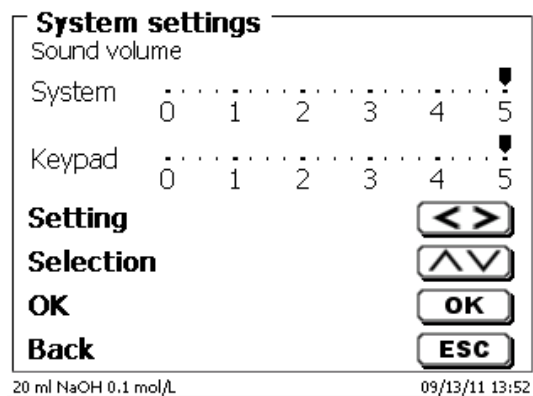 System settings
Sound volume
System
0 1 2 3 4 5
Keypad
0 1 2 3 4 5
Setting
Selection
OK OK
Back ESC
20 ml NaOH 0.1 mol/L 09/13/11 13:52